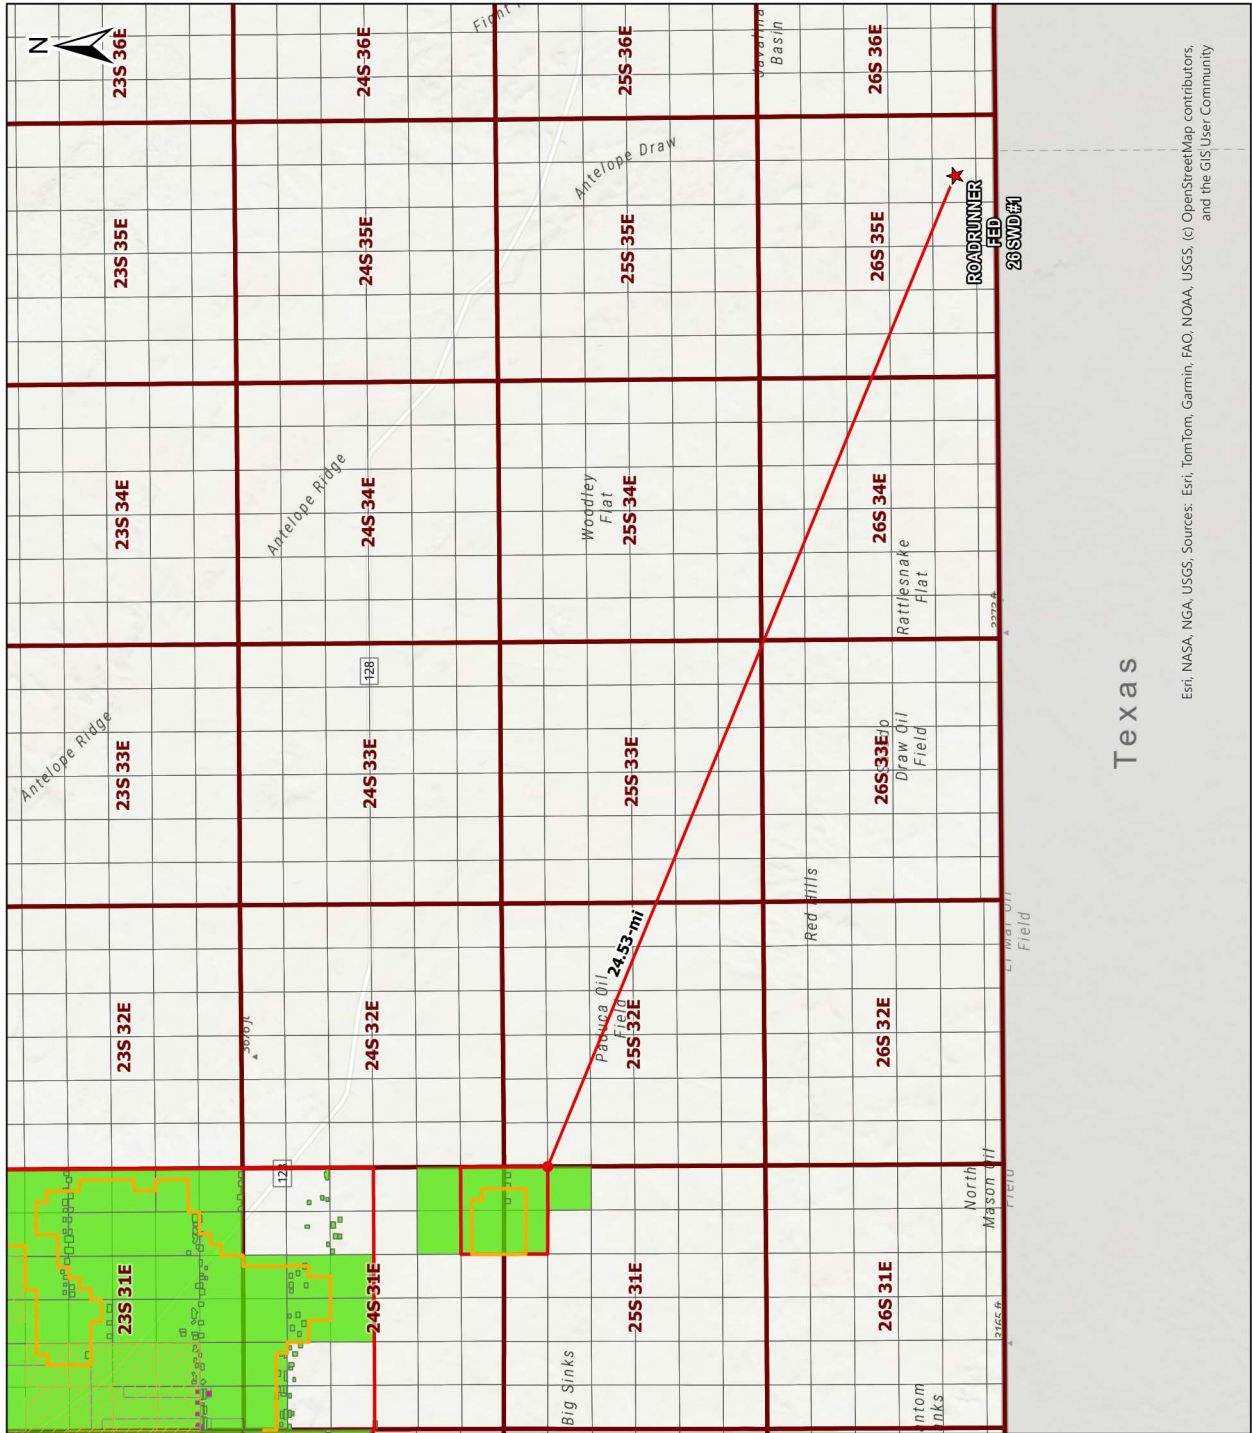 N
Antelope Ridge
23S 31E
23S 32E
23S 33E
23S 34E
23S 35E
23S 36E
128
Antelope Ridge
24S 31E
24S 32E
128
24S 33E
24S 34E
24S 35E
24S 36E
Big Sinks
Paduca Oil
Field
24.53-mi
Woodley
Flat
Antelope Draw
25S 31E
25S 32E
25S 33E
25S 34E
25S 35E
25S 36E
Basin
Red Hills
26S 31E
26S 32E
26S 33E
26S 34E
26S 35E
26S 36E
Draw Oil
Field
Rattlesnake
Flat
North
Mason Oil
Field
Field
3165 ft
ROADRUNNER
FED
26 SWD #1
Texas
Esri, NASA, NGA, USGS, Sources: Esri, TomTom, Garmin, FAO, NOAA, USGS, (c) OpenStreetMap contributors,
and the GIS User Community